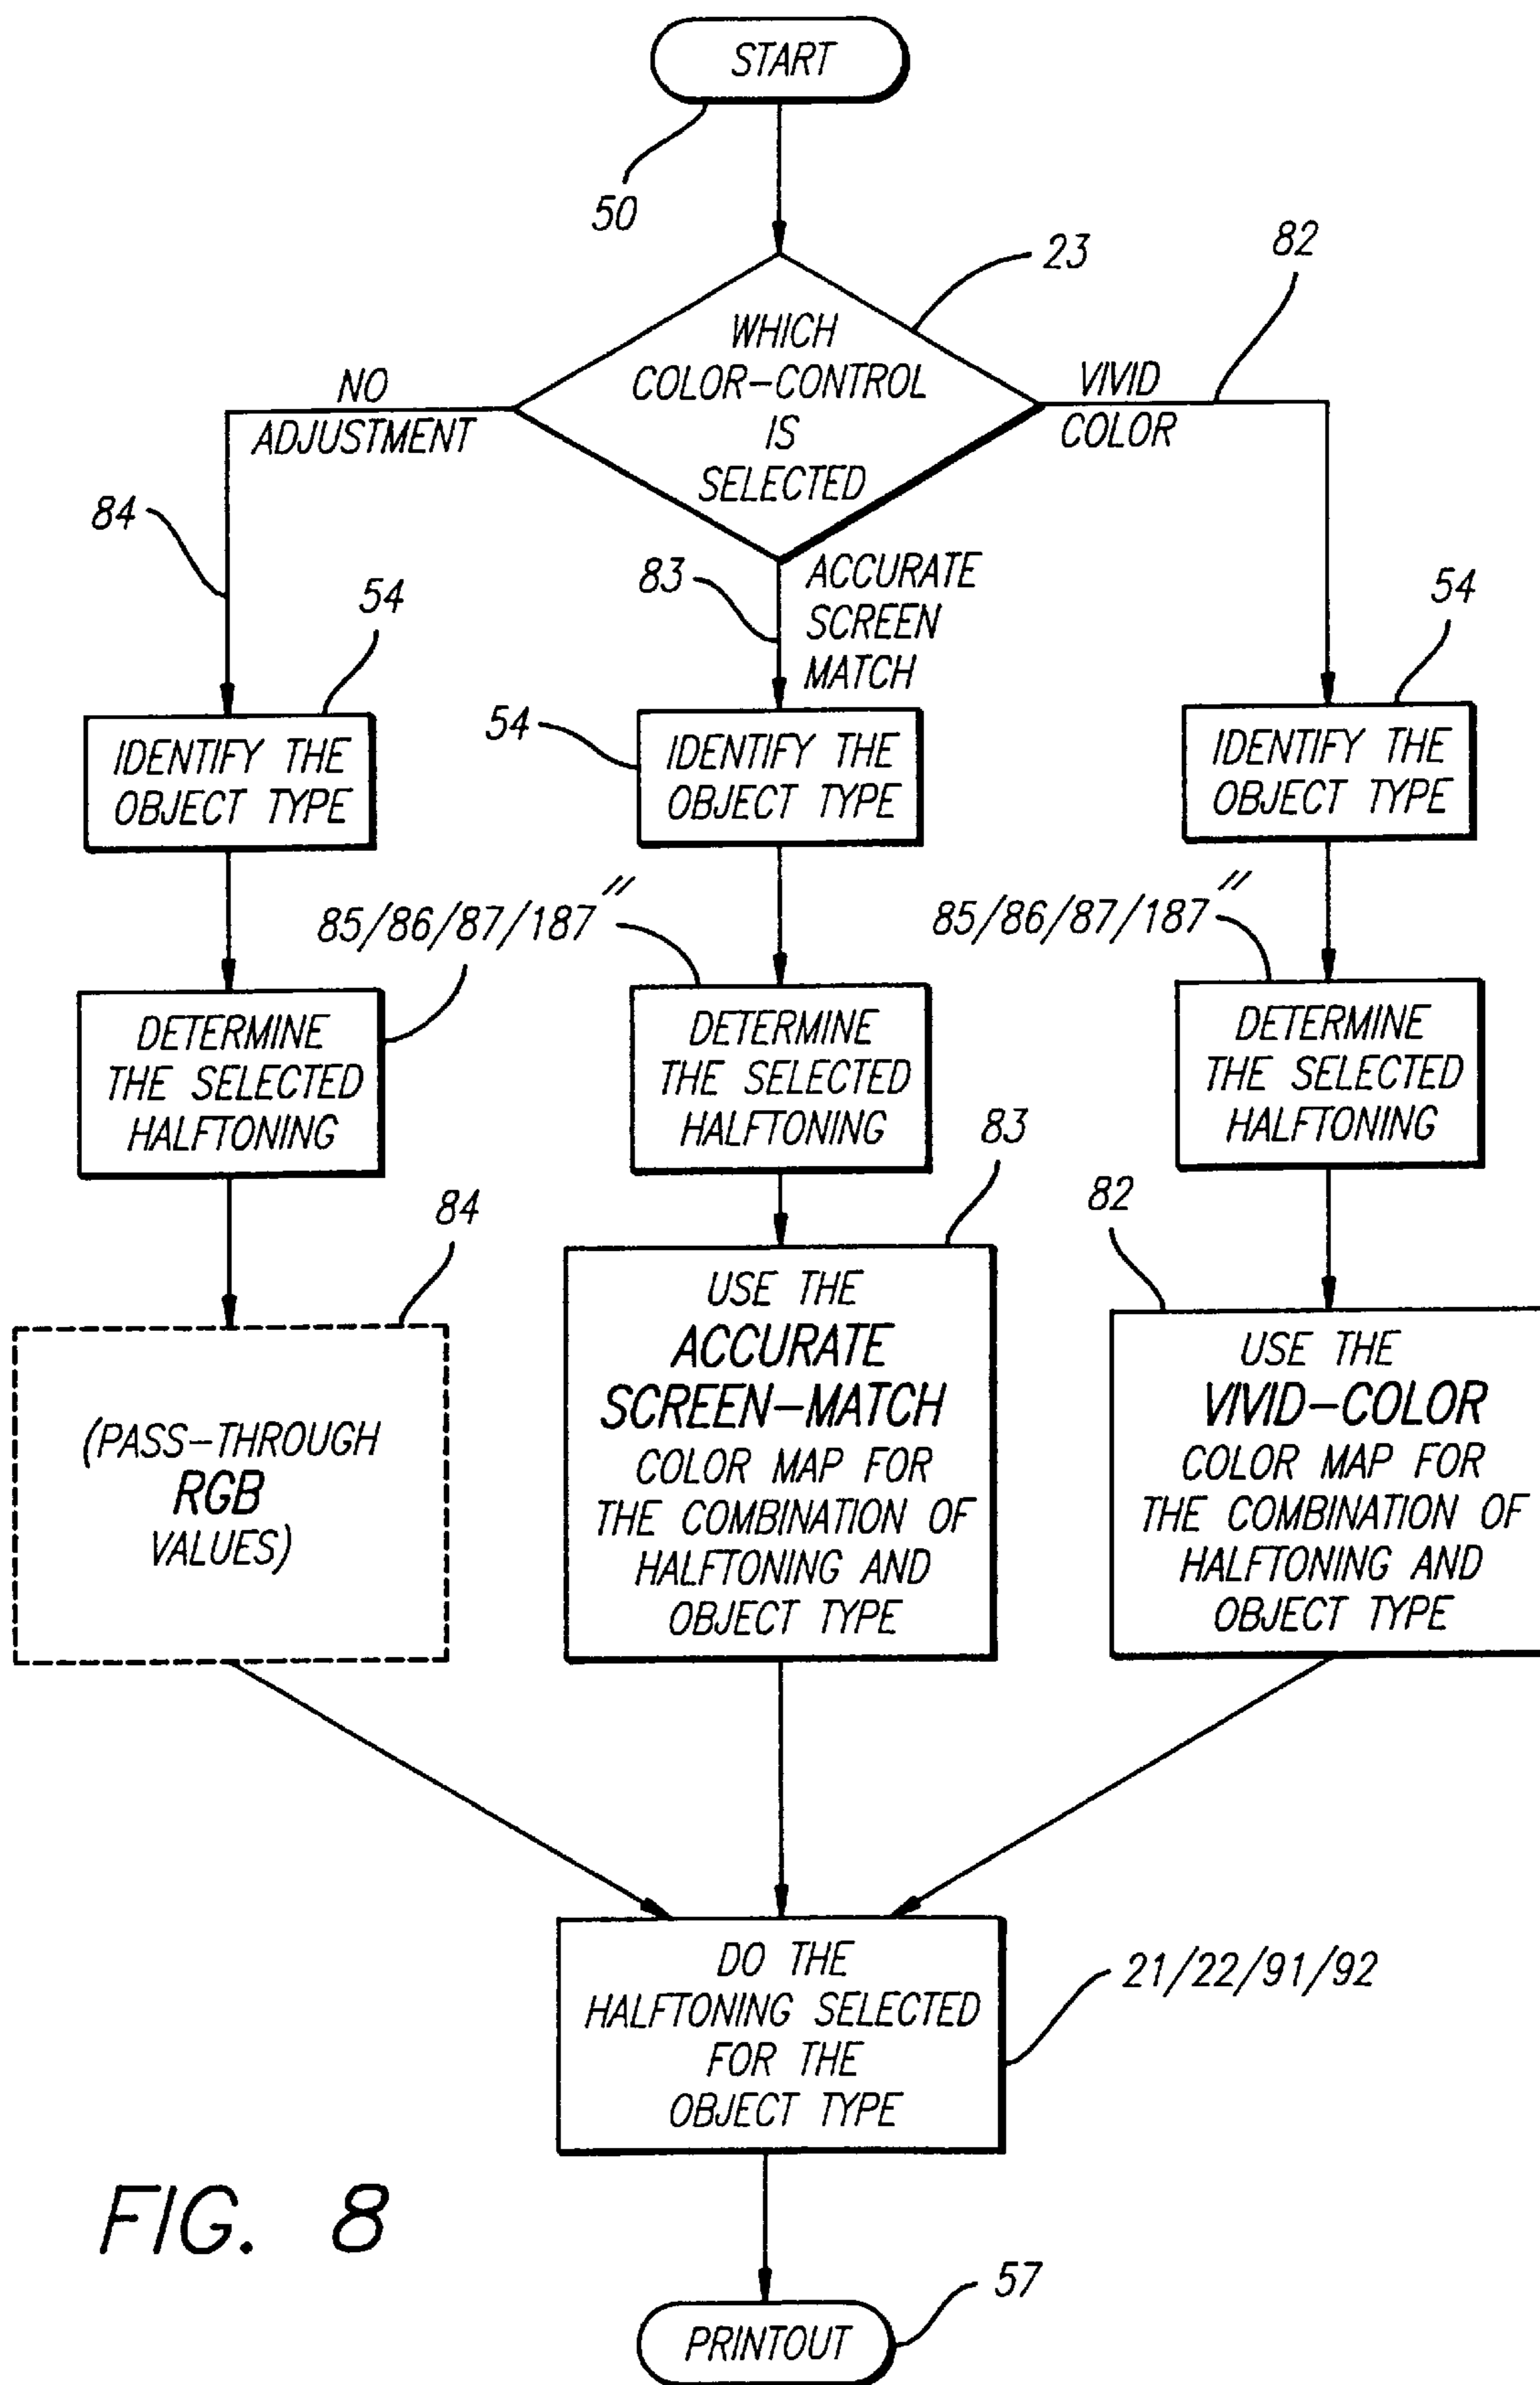 START
50
23
82
WHICH
COLOR-CONTROL
IS
SELECTED
NO
ADJUSTMENT
VIVID
COLOR
84
83
ACCURATE
SCREEN
MATCH
54
54
54
IDENTIFY THE
OBJECT TYPE
IDENTIFY THE
OBJECT TYPE
IDENTIFY THE
OBJECT TYPE
85/86/87/187"
85/86/87/187"
DETERMINE
THE SELECTED
HALFTONING
DETERMINE
THE SELECTED
HALFTONING
DETERMINE
THE SELECTED
HALFTONING
84
83
82
(PASS-THROUGH
RGB
VALUES)
USE THE
ACCURATE
SCREEN-MATCH
COLOR MAP FOR
THE COMBINATION OF
HALFTONING AND
OBJECT TYPE
USE THE
VIVID-COLOR
COLOR MAP FOR
THE COMBINATION OF
HALFTONING AND
OBJECT TYPE
DO THE
HALFTONING SELECTED
FOR THE
OBJECT TYPE
21/22/91/92
FIG. 8
57
PRINTOUT